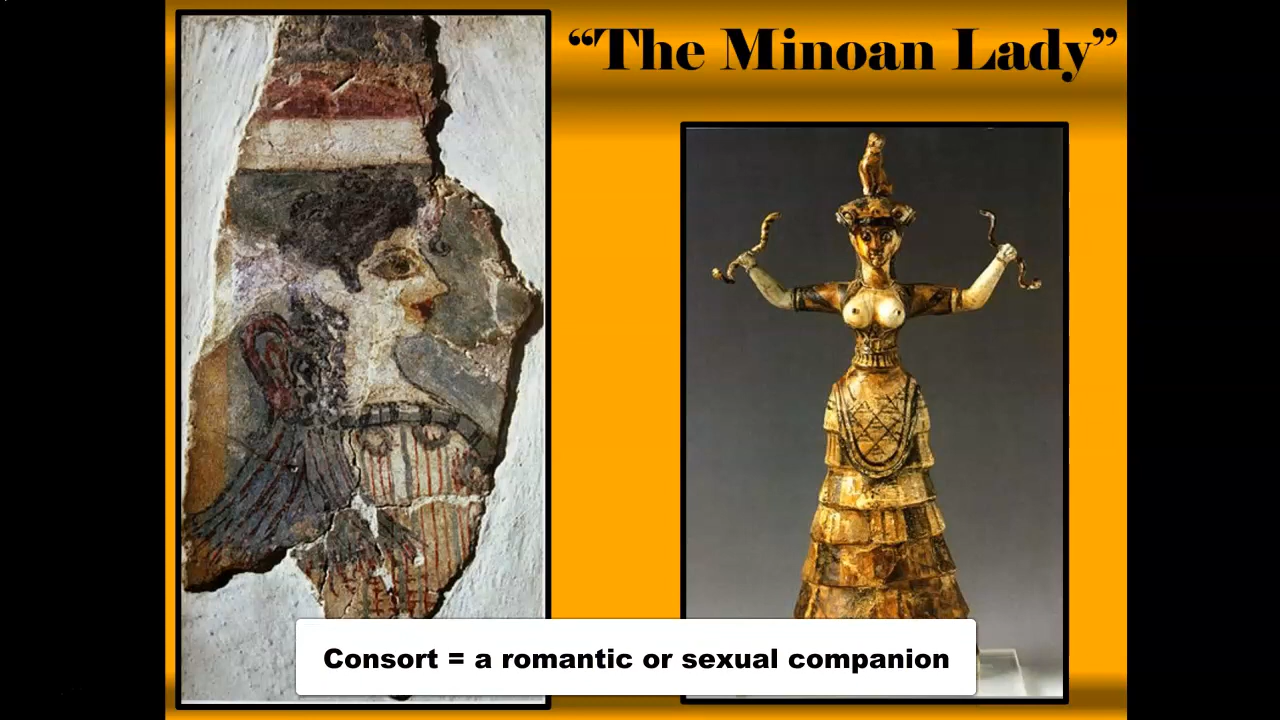 “The Minoan Lady”
Consort = a romantic or sexual companion